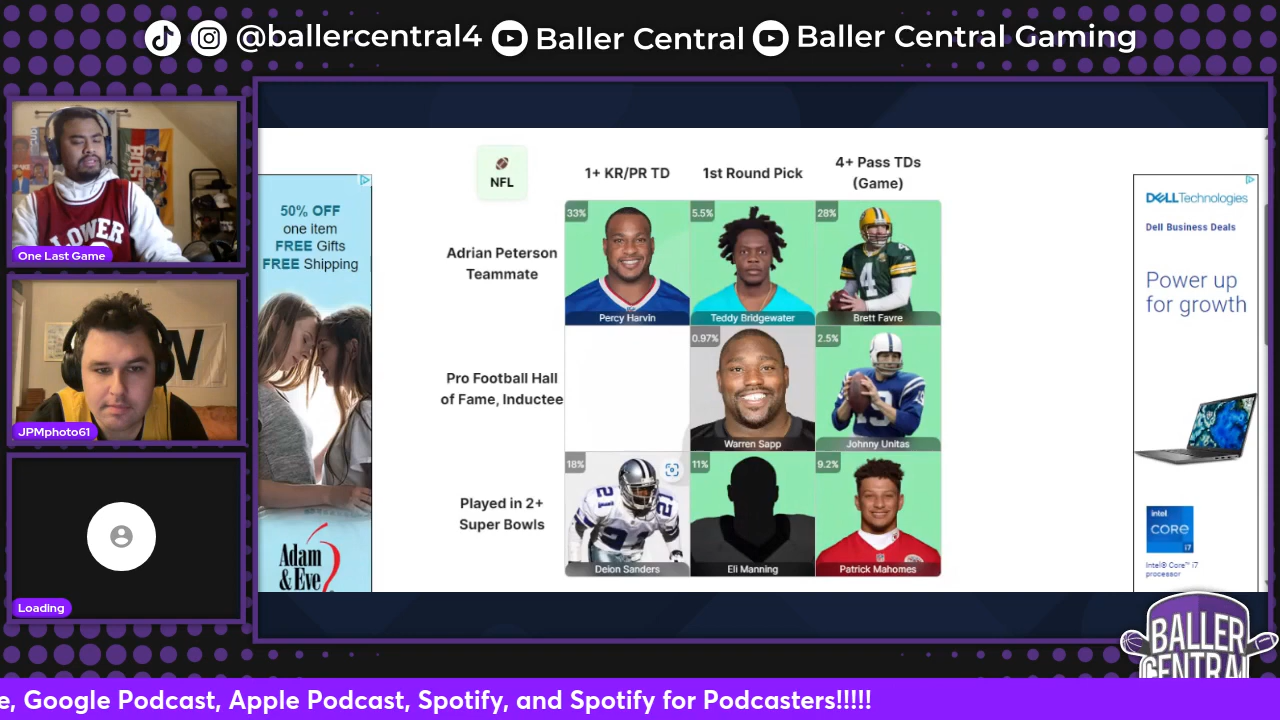 @ballercentral4 Baller Central Baller Central Gaming
One Last Game
JPMphoto61
Loading
50% OFF
one item
FREE Gifts
FREE Shipping
Adam
& Eve
NFL
1+ KR/PR TD
1st Round Pick
4+ Pass TDs
(Game)
Adrian Peterson
Teammate
33%
Percy Harvin
5.5%
Teddy Bridgewater
28%
4
Brett Favre
Pro Football Hall
of Fame, Inductee
0.97%
Warren Sapp
2.5%
19
Johnny Unitas
Played in 2+
Super Bowls
18%
21
21
Deion Sanders
11%
Eli Manning
9.2%
Patrick Mahomes
DELL Technologies
Dell Business Deals
Power up
for growth
intel
CORE
i7
Intel® Core™ i7
processor
BALLER
CENTRAL
e, Google Podcast, Apple Podcast, Spotify, and Spotify for Podcasters!!!!!